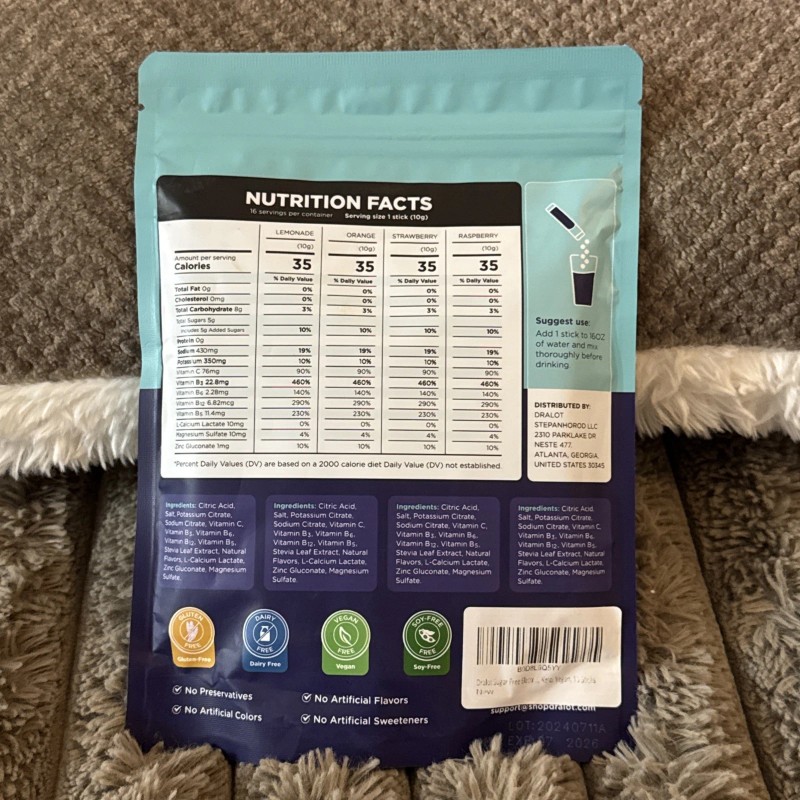 NUTRITION FACTS
16 servings per container Serving size 1 stick (10g)
LEMONADE ORANGE STRAWBERRY RASPBERRY
(10g) (10g) (10g) (10g)
Amount per serving
Calories 35 35 35 35
% Daily Value % Daily Value % Daily Value % Daily Value
Total Fat 0g 0% 0% 0% 0%
Cholesterol 0mg 0% 0% 0% 0%
Total Carbohydrate 8g 3% 3% 3% 3%
Total Sugars 5g
Includes 5g Added Sugars 10% 10% 10% 10%
Protein 0g
Sodium 430mg 19% 19% 19% 19%
Potassium 350mg 10% 10% 10% 10%
Vitamin C 76mg 90% 90% 90% 90%
Vitamin B3 22.8mg 460% 460% 460% 460%
Vitamin B6 2.28mg 140% 140% 140% 140%
Vitamin B12 6.82mcg 290% 290% 290% 290%
Vitamin B5 11.4mg 230% 230% 230% 230%
L-Calcium Lactate 10mg 0% 0% 0% 0%
Magnesium Sulfate 10mg 4% 4% 4% 4%
Zinc Gluconate 1mg 10% 10% 10% 10%
*Percent Daily Values (DV) are based on a 2000 calorie diet Daily Value (DV) not established.
Suggest use:
Add 1 stick to 16OZ
of water and mix
thoroughly before
drinking.
DISTRIBUTED BY:
DRALOT
STEPANHOROD LLC
2310 PARKLAKE DR
NESTE 477,
ATLANTA, GEORGIA,
UNITED STATES 30345
Ingredients: Citric Acid,
Salt, Potassium Citrate,
Sodium Citrate, Vitamin C,
Vitamin B3, Vitamin B6,
Vitamin B12, Vitamin B5,
Stevia Leaf Extract, Natural
Flavors, L-Calcium Lactate,
Zinc Gluconate, Magnesium
Sulfate.
Ingredients: Citric Acid,
Salt, Potassium Citrate,
Sodium Citrate, Vitamin C,
Vitamin B3, Vitamin B6,
Vitamin B12, Vitamin B5,
Stevia Leaf Extract, Natural
Flavors, L-Calcium Lactate,
Zinc Gluconate, Magnesium
Sulfate.
Ingredients: Citric Acid,
Salt, Potassium Citrate,
Sodium Citrate, Vitamin C,
Vitamin B3, Vitamin B6,
Vitamin B12, Vitamin B5,
Stevia Leaf Extract, Natural
Flavors, L-Calcium Lactate,
Zinc Gluconate, Magnesium
Sulfate.
Ingredients: Citric Acid,
Salt, Potassium Citrate,
Sodium Citrate, Vitamin C,
Vitamin B3, Vitamin B6,
Vitamin B12, Vitamin B5,
Stevia Leaf Extract, Natural
Flavors, L-Calcium Lactate,
Zinc Gluconate, Magnesium
Sulfate.
GLUTEN FREE
Gluten-Free
DAIRY FREE
Dairy Free
VEGAN FREE
Vegan
SOY-FREE FREE
Soy-Free
No Preservatives
No Artificial Colors
No Artificial Flavors
No Artificial Sweeteners
support@shopdralot.com
LOT:20240711A
2026